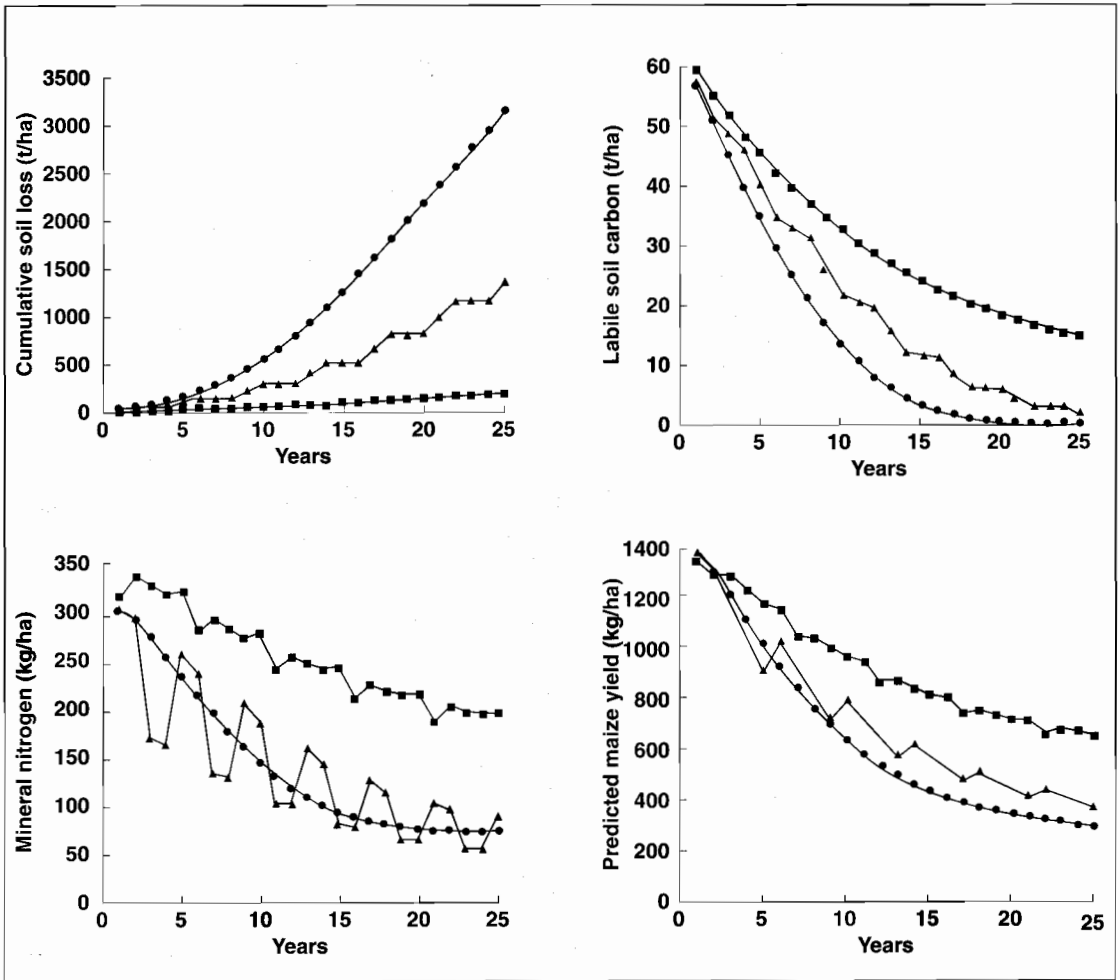 Cumulative soil loss (t/ha)
3500
3000
2500
2000
1500
1000
500
0
0 5 10 15 20 25
Years
Labile soil carbon (t/ha)
60
50
40
30
20
10
0
0 5 10 15 20 25
Years
Mineral nitrogen (kg/ha)
350
300
250
200
150
100
50
0
0 5 10 15 20 25
Years
Predicted maize yield (kg/ha)
1400
1200
1000
800
600
400
200
0
0 5 10 15 20 25
Years